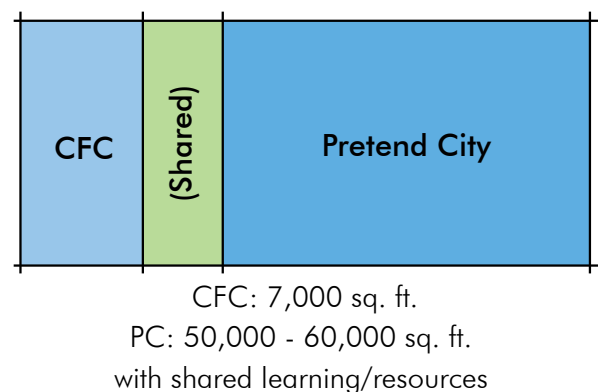 CFC
(Shared)
Pretend City
CFC: 7,000 sq. ft.
PC: 50,000 - 60,000 sq. ft.
with shared learning/resources